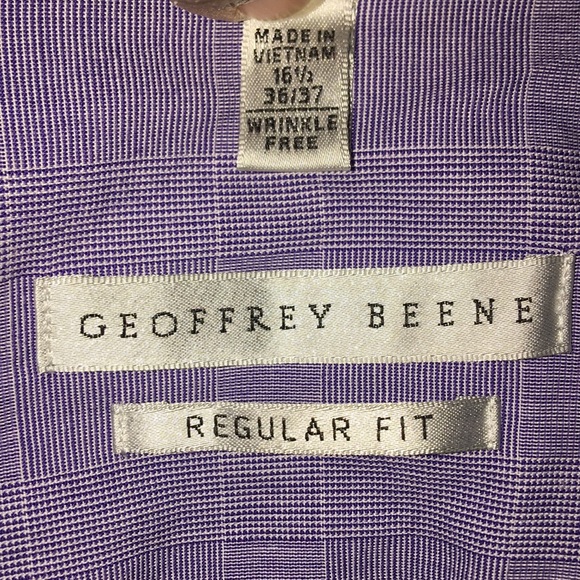 MADE IN
VIETNAM
16½
36/37
WRINKLE
FREE
GEOFFREY BEENE
REGULAR FIT